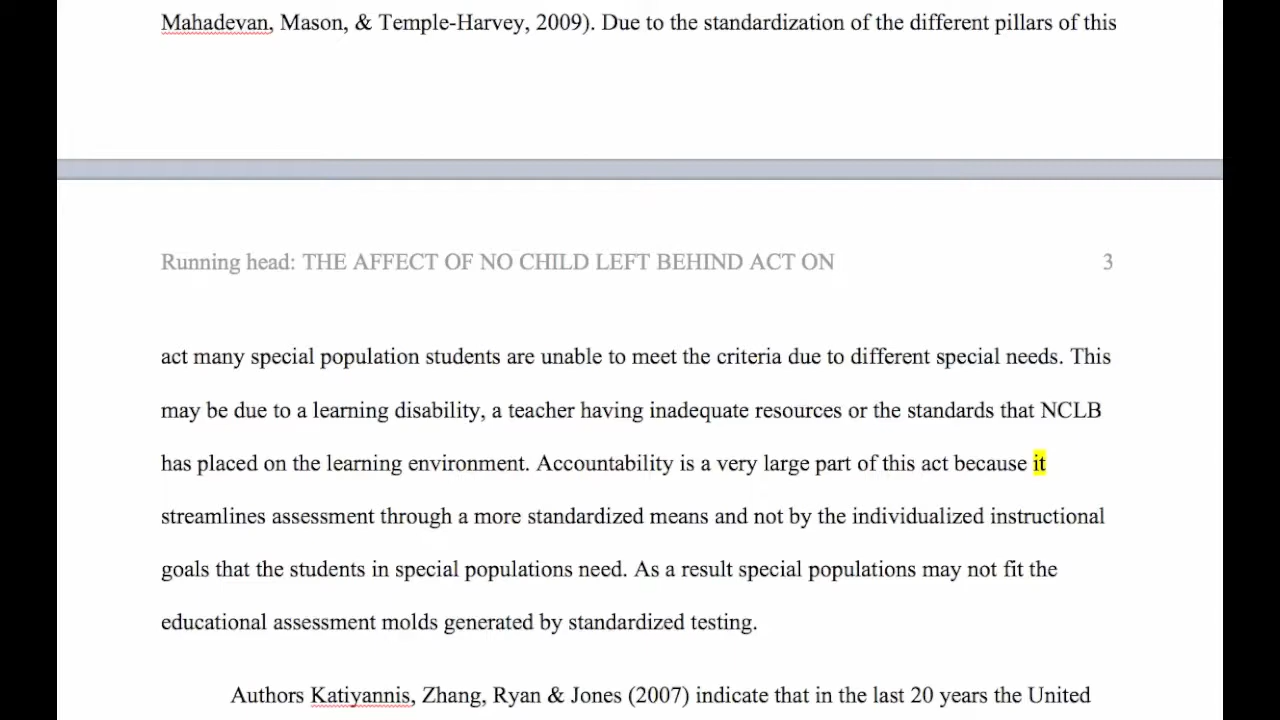 Mahadevan, Mason, & Temple-Harvey, 2009). Due to the standardization of the different pillars of this
Running head: THE AFFECT OF NO CHILD LEFT BEHIND ACT ON 3
act many special population students are unable to meet the criteria due to different special needs. This
may be due to a learning disability, a teacher having inadequate resources or the standards that NCLB
has placed on the learning environment. Accountability is a very large part of this act because it
streamlines assessment through a more standardized means and not by the individualized instructional
goals that the students in special populations need. As a result special populations may not fit the
educational assessment molds generated by standardized testing.
Authors Katiyannis, Zhang, Ryan & Jones (2007) indicate that in the last 20 years the United